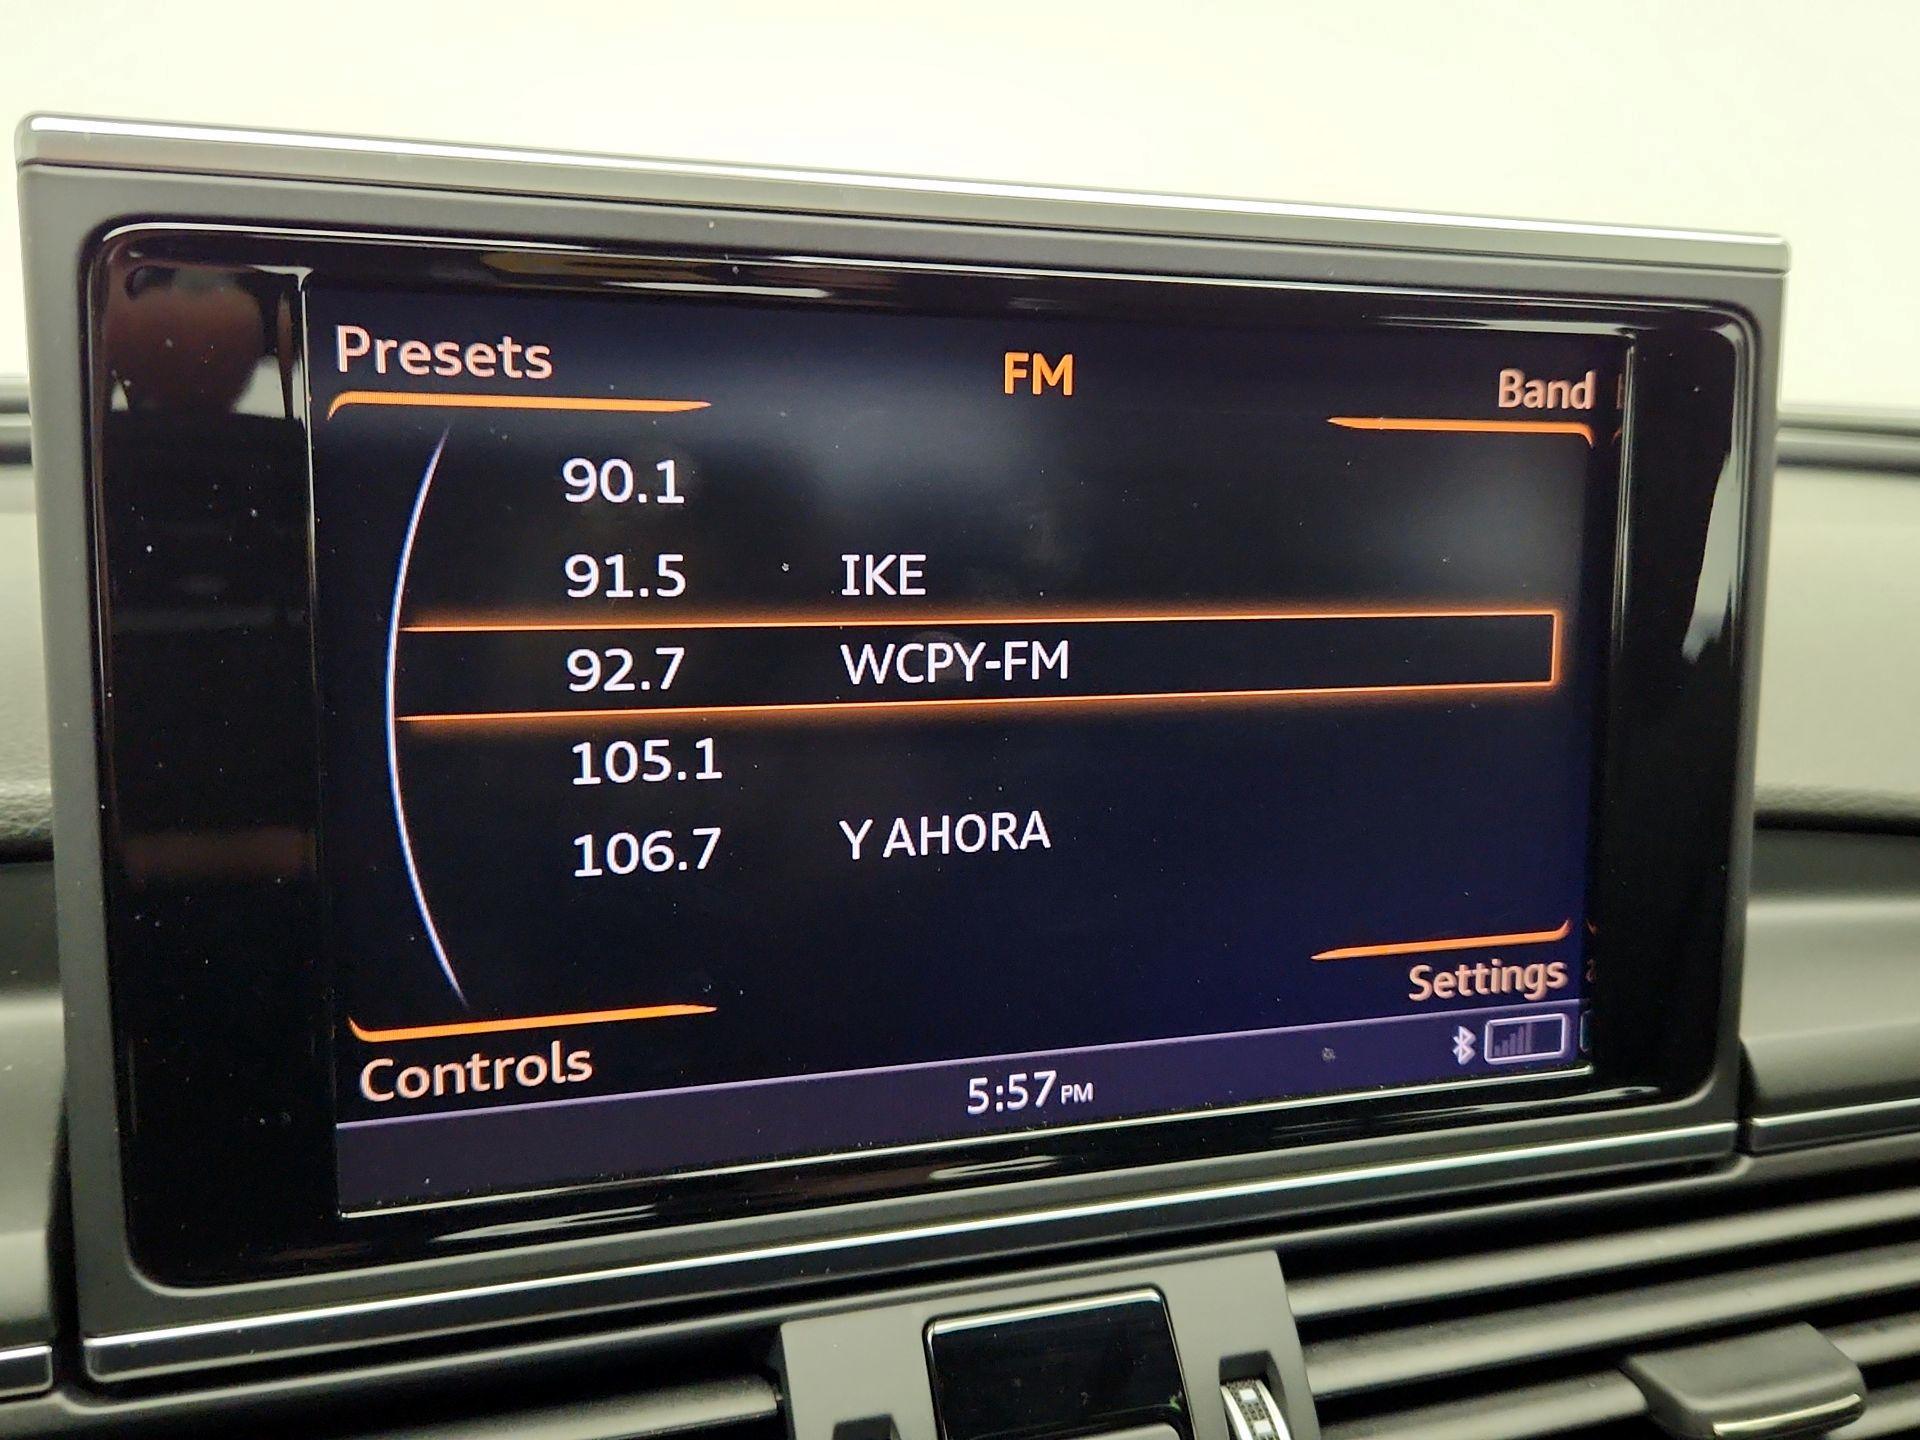 Presets
FM
Band
90.1
91.5 IKE
92.7 WCPY-FM
105.1
106.7 Y AHORA
Settings
Controls
5:57 PM